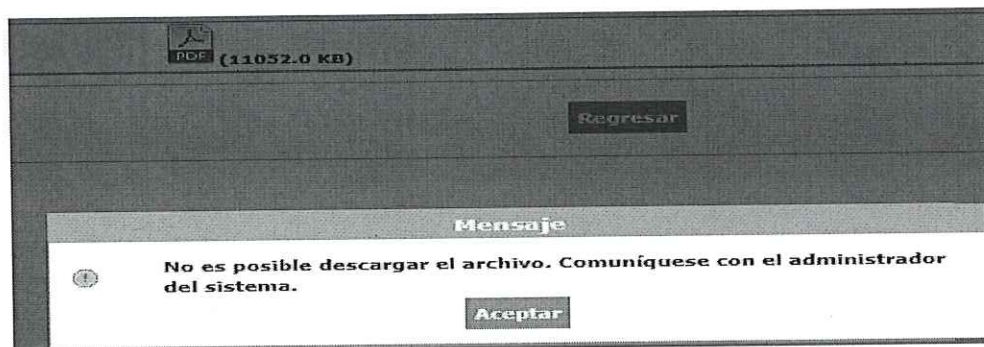 PDF (11052.0 KB)
Regresar
Mensaje
No es posible descargar el archivo. Comuníquese con el administrador
del sistema.
Aceptar